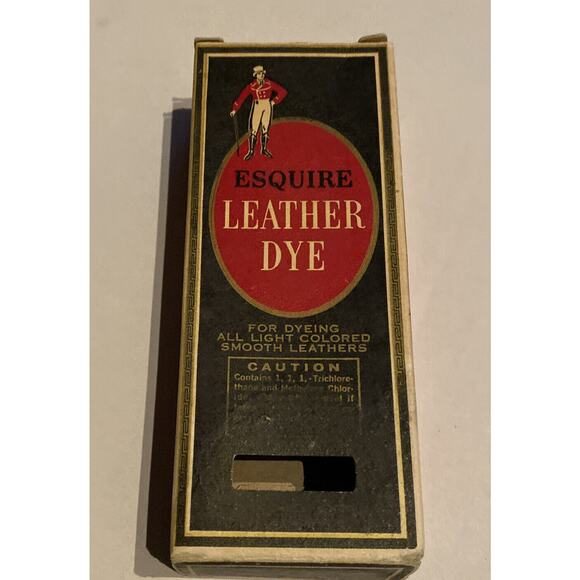 ESQUIRE
LEATHER
DYE
FOR DYEING
ALL LIGHT COLORED
SMOOTH LEATHERS
CAUTION
Contains 1, 1, 1,-Trichlore-
thane and Methylene Chlor-
if